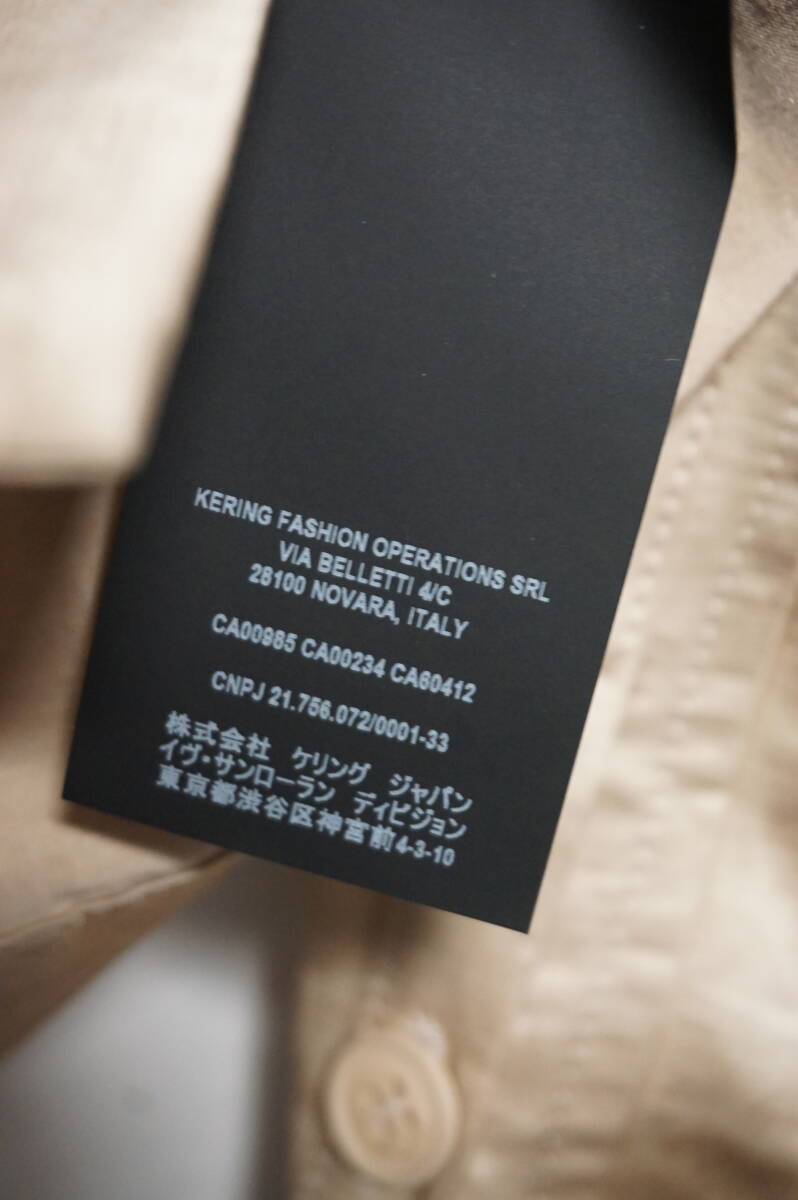 KERING FASHION OPERATIONS SRL
VIA BELLETTI 4/C
28100 NOVARA, ITALY
CA00985 CA00234 CA60412
CNPJ 21.756.072/0001-33
株式会社 ケリング ジャパン
イヴ・サンローラン ディビジョン
東京都渋谷区神宮前4-3-10